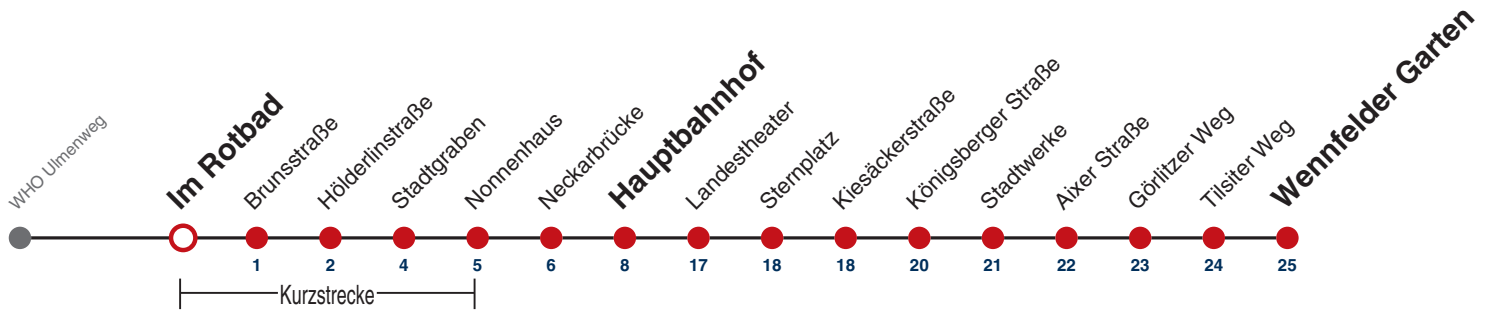 WHO Ulmenweg
Im Rotbad
Brunsstraße
Hölderlinstraße
Stadtgraben
Nonnenhaus
Neckarbrücke
Hauptbahnhof
Landestheater
Sternplatz
Kiesäckerstraße
Königsberger Straße
Stadtwerke
Aixer Straße
Görlitzer Weg
Tilsiter Weg
Wennfelder Garten
1 2 4 5 6 8 17 18 18 20 21 22 23 24 25
Kurzstrecke